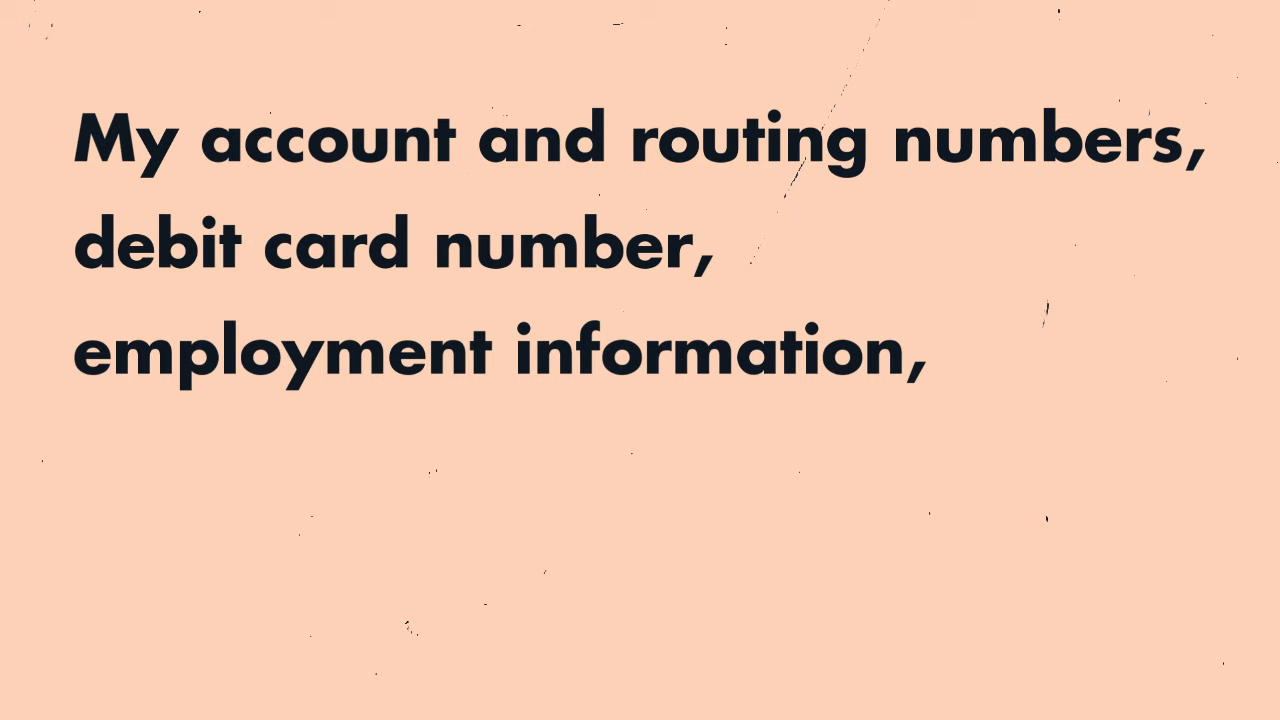 My account and routing numbers,
debit card number,
employment information,